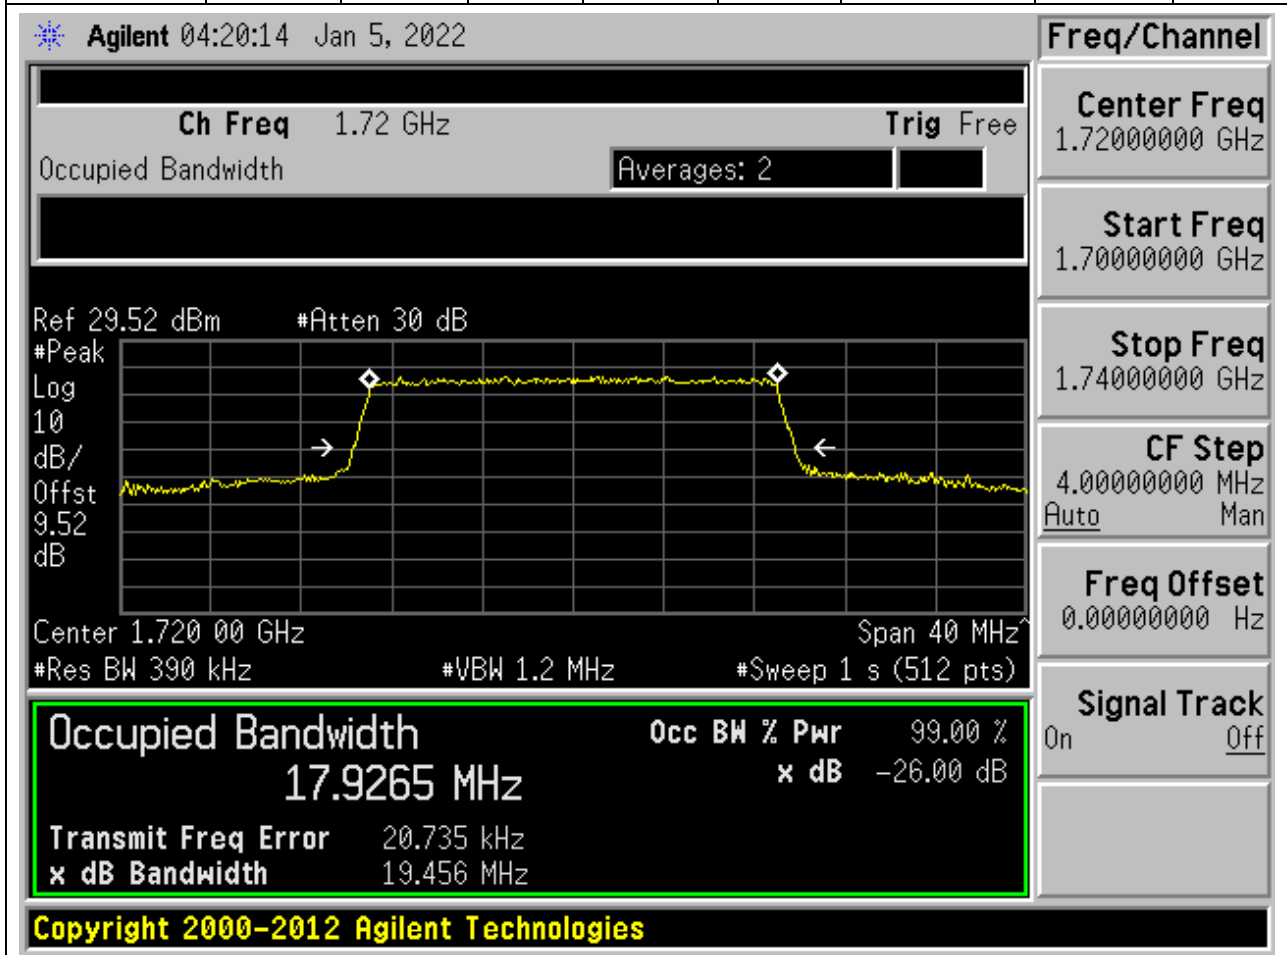 Agilent 04:20:14 Jan 5, 2022
Freq/Channel
Ch Freq 1.72 GHz Trig Free
Occupied Bandwidth Averages: 2
Center Freq
1.72000000 GHz
Start Freq
1.70000000 GHz
Stop Freq
1.74000000 GHz
CF Step
4.00000000 MHz
Auto Man
Freq Offset
0.00000000 Hz
Signal Track
On Off
Ref 29.52 dBm #Atten 30 dB
#Peak
Log
10
dB/
Offst
9.52
dB
Center 1.720 00 GHz Span 40 MHz^
#Res BW 390 kHz #VBW 1.2 MHz #Sweep 1 s (512 pts)
Occupied Bandwidth Occ BW % Pwr 99.00 %
17.9265 MHz x dB -26.00 dB
Transmit Freq Error 20.735 kHz
x dB Bandwidth 19.456 MHz
Copyright 2000-2012 Agilent Technologies